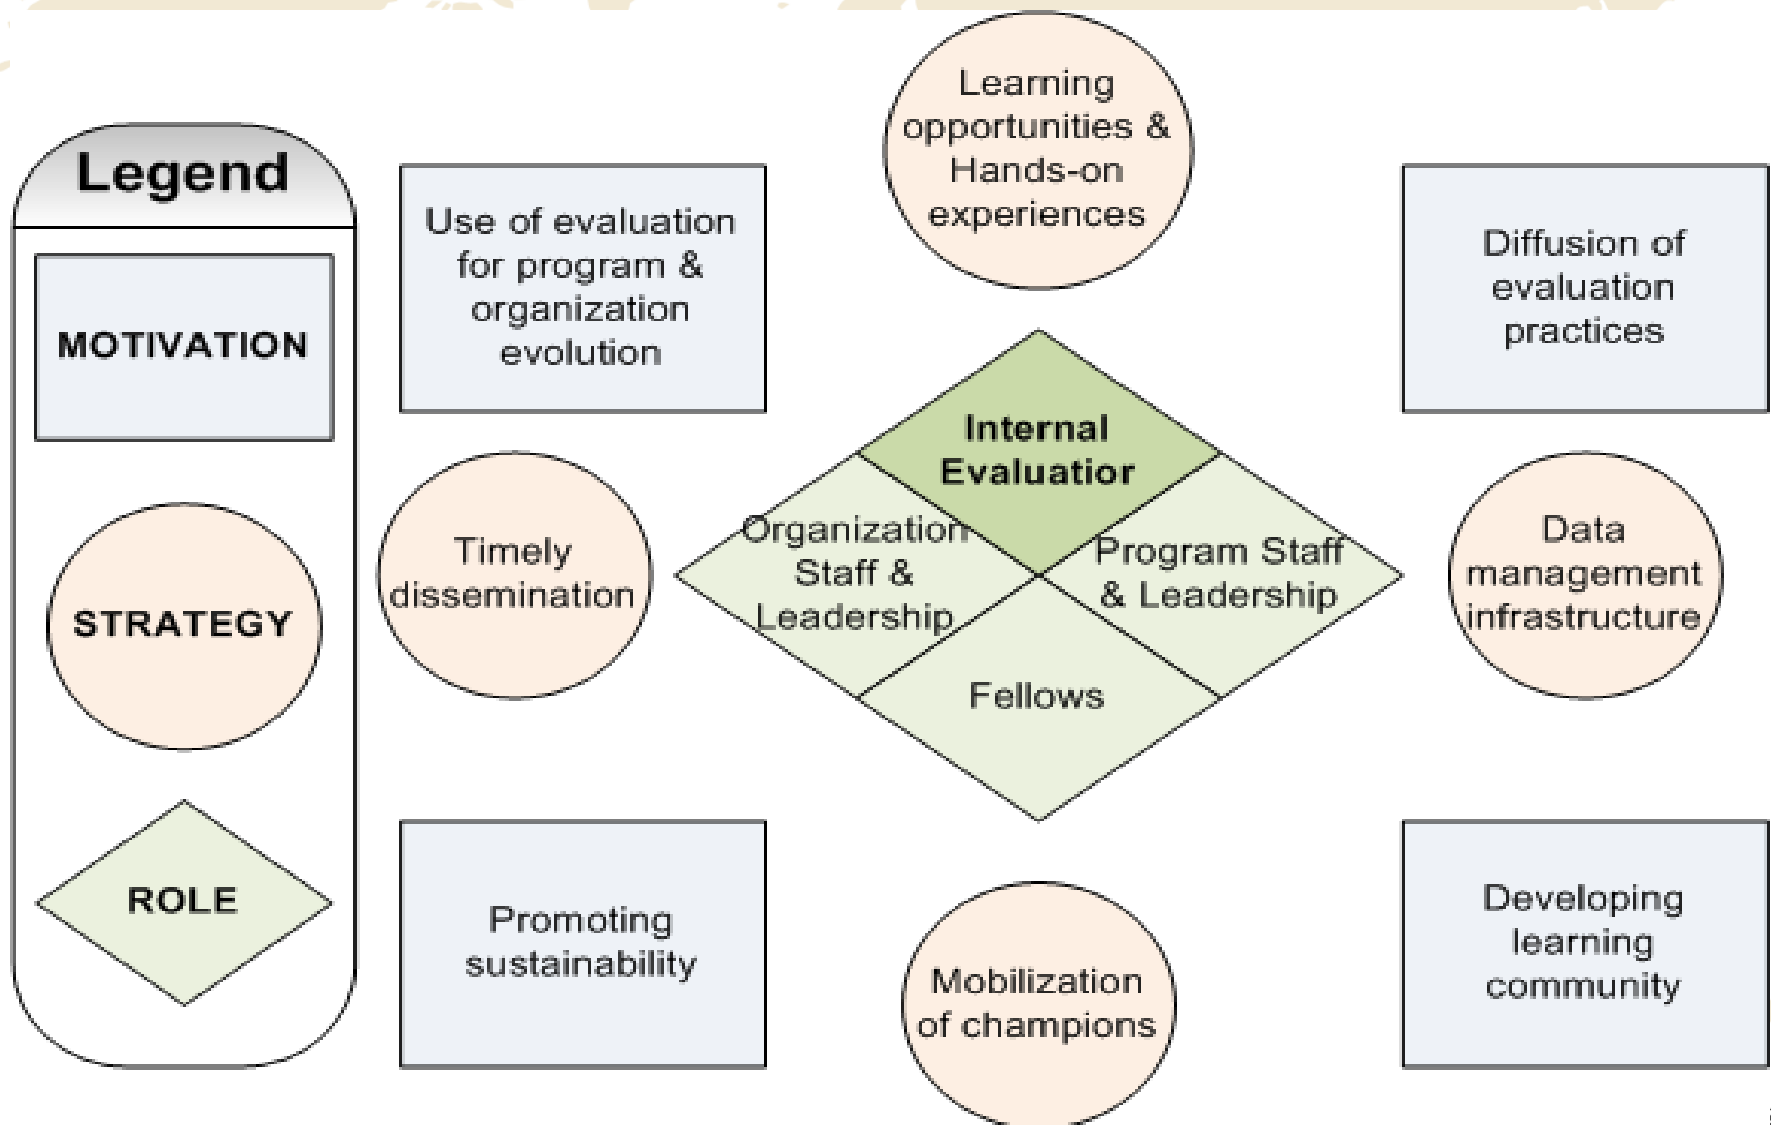 Legend
MOTIVATION
STRATEGY
ROLE
Use of evaluation
for program &
organization
evolution
Learning
opportunities &
Hands-on
experiences
Diffusion of
evaluation
practices
Timely
dissemination
Internal
Evaluatior
Organization
Staff &
Leadership
Program Staff
& Leadership
Fellows
Data
management
infrastructure
Promoting
sustainability
Mobilization
of champions
Developing
learning
community